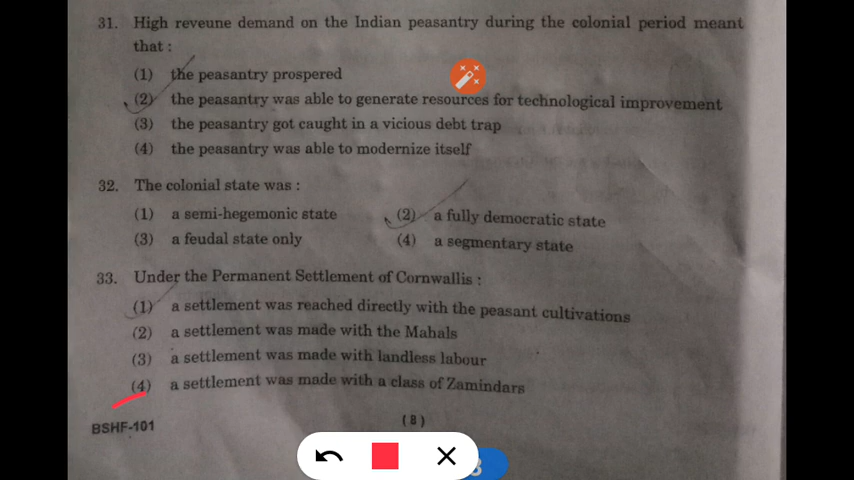 31. High reveune demand on the Indian peasantry during the colonial period meant
that :
(1) the peasantry prospered
(2) the peasantry was able to generate resources for technological improvement
(3) the peasantry got caught in a vicious debt trap
(4) the peasantry was able to modernize itself
32. The colonial state was :
(1) a semi-hegemonic state (2) a fully democratic state
(3) a feudal state only (4) a segmentary state
33. Under the Permanent Settlement of Cornwallis :
(1) a settlement was reached directly with the peasant cultivations
(2) a settlement was made with the Mahals
(3) a settlement was made with landless labour
(4) a settlement was made with a class of Zamindars
BSHF-101 (8)